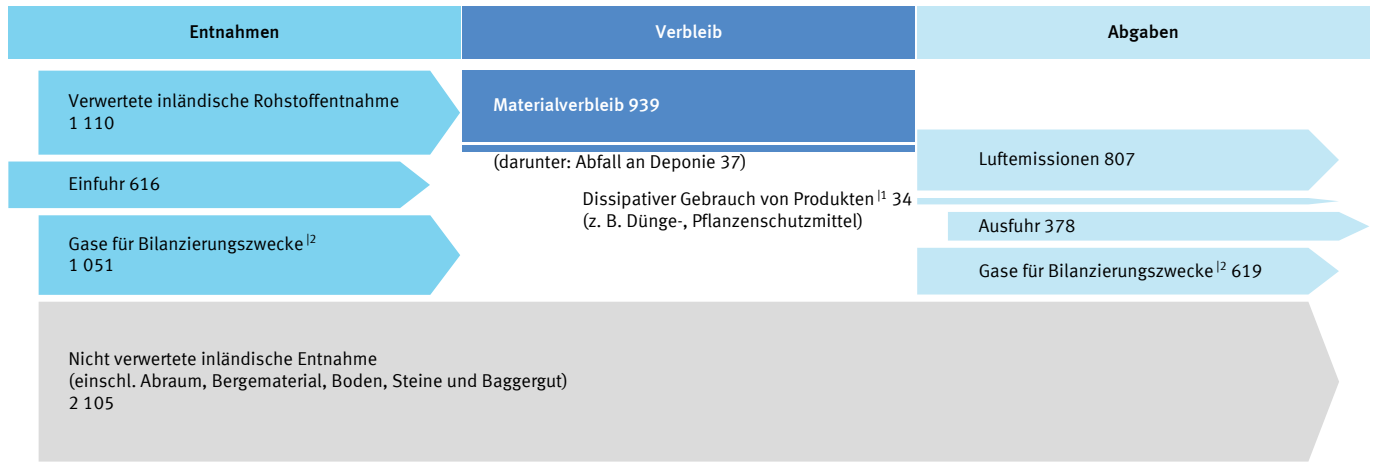 Entnahmen
Verbleib
Abgaben
Verwertete inländische Rohstoffentnahme
1 110
Einfuhr 616
Gase für Bilanzierungszwecke |2
1 051
Materialverbleib 939
(darunter: Abfall an Deponie 37)
Dissipativer Gebrauch von Produkten |1 34
(z. B. Dünge-, Pflanzenschutzmittel)
Luftemissionen 807
Ausfuhr 378
Gase für Bilanzierungszwecke |2 619
Nicht verwertete inländische Entnahme
(einschl. Abraum, Bergematerial, Boden, Steine und Baggergut)
2 105